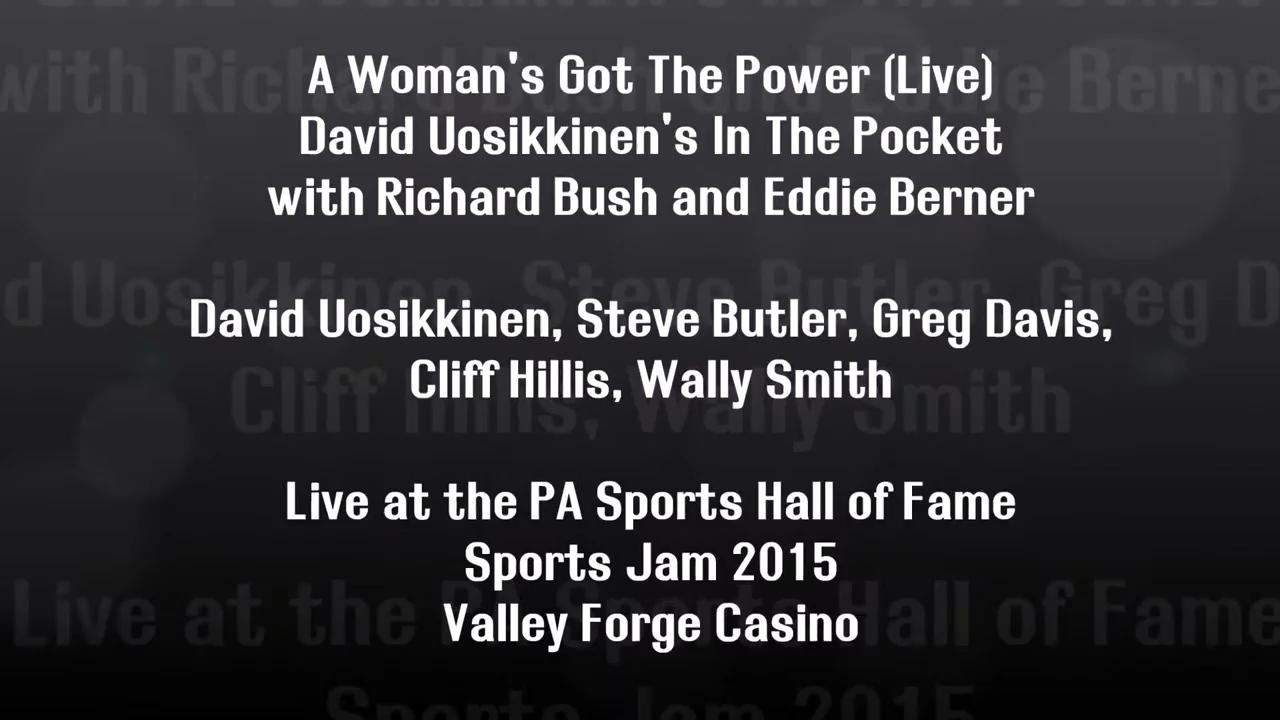 A Woman's Got The Power (Live)
David Uosikkinen's In The Pocket
with Richard Bush and Eddie Berner
David Uosikkinen, Steve Butler, Greg Davis,
Cliff Hillis, Wally Smith
Live at the PA Sports Hall of Fame
Sports Jam 2015
Valley Forge Casino